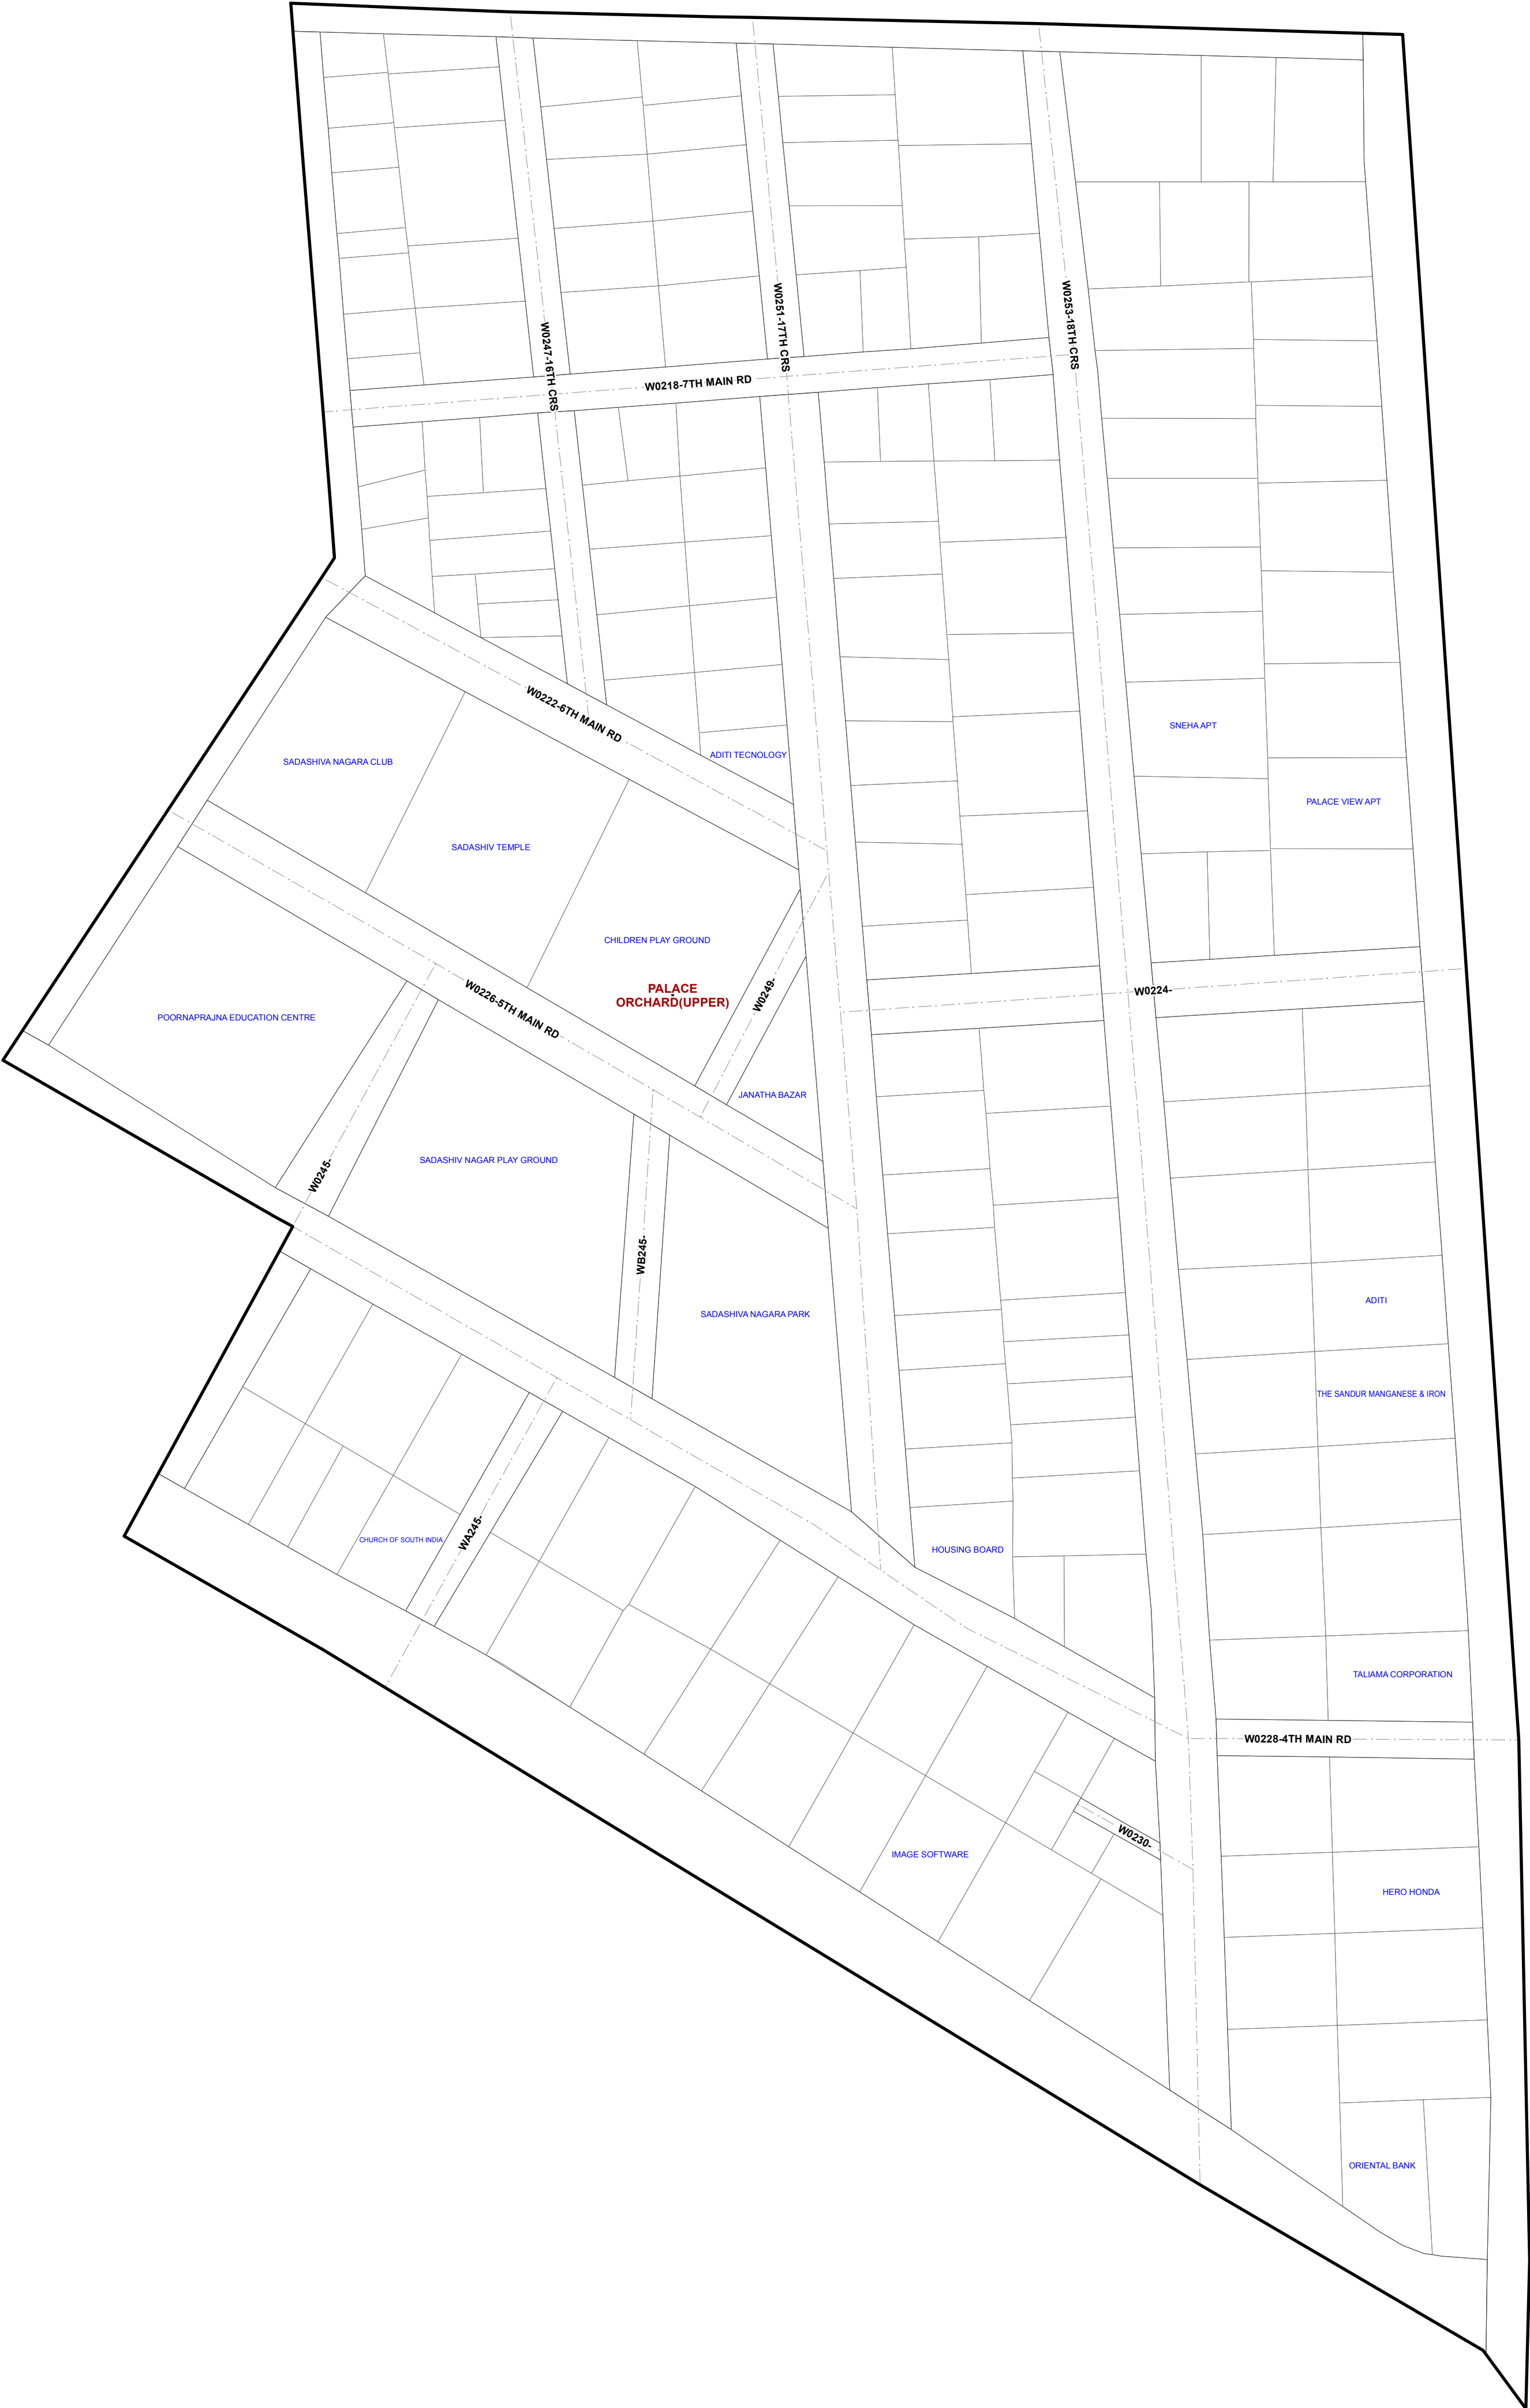 W0247-16TH CRS
W0251-17TH CRS
W0253-18TH CRS
W0218-7TH MAIN RD
W0222-6TH MAIN RD
SNEHA APT
ADITI TECNOLOGY
SADASHIVA NAGARA CLUB
PALACE VIEW APT
SADASHIV TEMPLE
CHILDREN PLAY GROUND
PALACE
ORCHARD(UPPER)
W0249-
W0224-
W0226-5TH MAIN RD
POORNAPRAJNA EDUCATION CENTRE
JANATHA BAZAR
SADASHIV NAGAR PLAY GROUND
W0245-
WB245-
ADITI
SADASHIVA NAGARA PARK
THE SANDUR MANGANESE & IRON
WA245-
CHURCH OF SOUTH INDIA
HOUSING BOARD
TALIAMA CORPORATION
W0228-4TH MAIN RD
W0230-
IMAGE SOFTWARE
HERO HONDA
ORIENTAL BANK